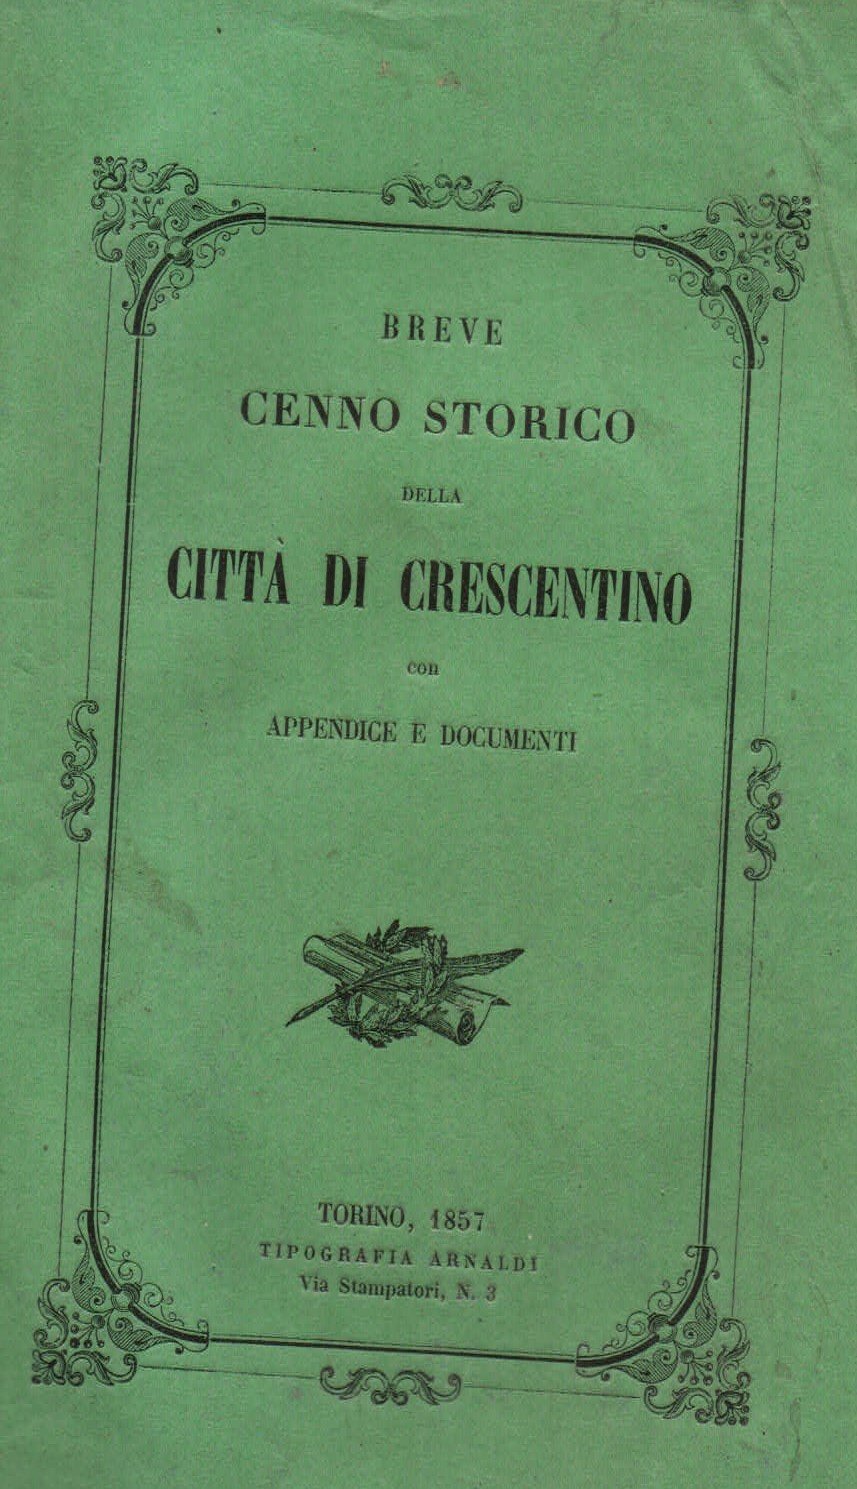 BREVE
CENNO STORICO
DELLA
CITTÀ DI CRESCENTINO
con
APPENDICE E DOCUMENTI
TORINO, 1857
TIPOGRAFIA ARNALDI
Via Stampatori, N. 3